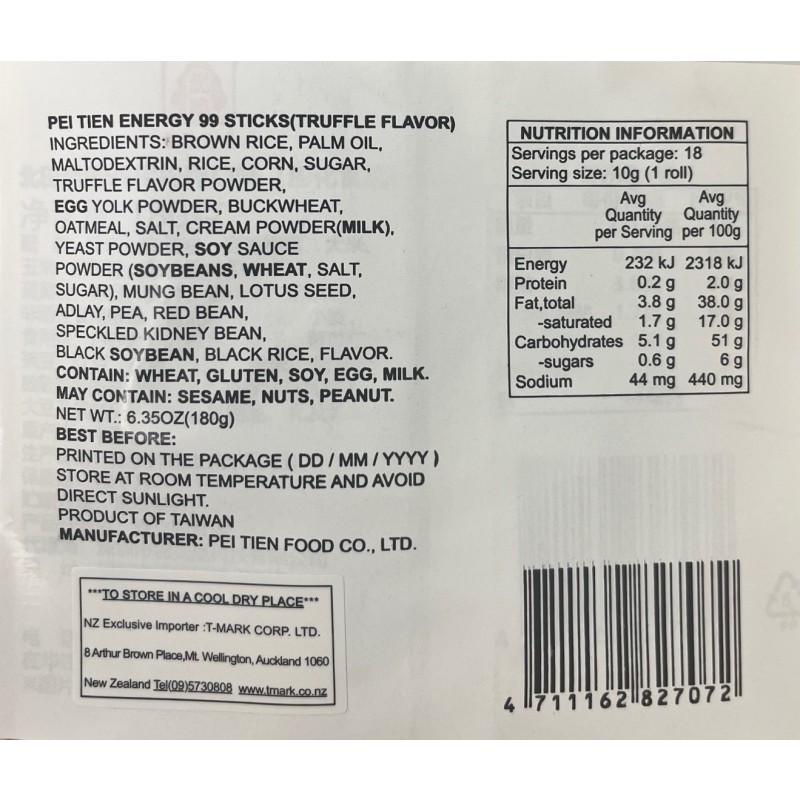 PEI TIEN ENERGY 99 STICKS(TRUFFLE FLAVOR)
INGREDIENTS: BROWN RICE, PALM OIL,
MALTODEXTRIN, RICE, CORN, SUGAR,
TRUFFLE FLAVOR POWDER,
EGG YOLK POWDER, BUCKWHEAT,
OATMEAL, SALT, CREAM POWDER(MILK),
YEAST POWDER, SOY SAUCE
POWDER (SOYBEANS, WHEAT, SALT,
SUGAR), MUNG BEAN, LOTUS SEED,
ADLAY, PEA, RED BEAN,
SPECKLED KIDNEY BEAN,
BLACK SOYBEAN, BLACK RICE, FLAVOR.
CONTAIN: WHEAT, GLUTEN, SOY, EGG, MILK.
MAY CONTAIN: SESAME, NUTS, PEANUT.
NET WT.: 6.35OZ(180g)
BEST BEFORE:
PRINTED ON THE PACKAGE ( DD / MM / YYYY )
STORE AT ROOM TEMPERATURE AND AVOID
DIRECT SUNLIGHT.
PRODUCT OF TAIWAN
MANUFACTURER: PEI TIEN FOOD CO., LTD.
***TO STORE IN A COOL DRY PLACE***
NZ Exclusive Importer :T-MARK CORP. LTD.
8 Arthur Brown Place,Mt. Wellington, Auckland 1060
New Zealand Tel(09)5730808 www.tmark.co.nz
NUTRITION INFORMATION
Servings per package: 18
Serving size: 10g (1 roll)
Avg Avg
Quantity Quantity
per Serving per 100g
Energy 232 kJ 2318 kJ
Protein 0.2 g 2.0 g
Fat,total 3.8 g 38.0 g
-saturated 1.7 g 17.0 g
Carbohydrates 5.1 g 51 g
-sugars 0.6 g 6 g
Sodium 44 mg 440 mg
4 711162 827072